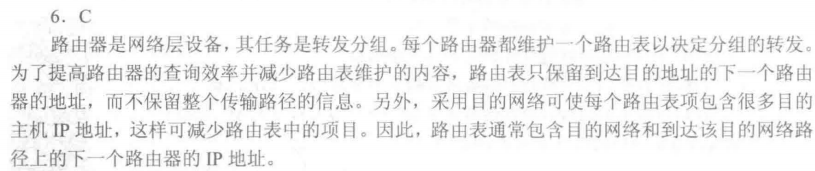 6. C
路由器是网络层设备，其任务是转发分组。每个路由器都维护一个路由表以决定分组的转发。
为了提高路由器的查询效率并减少路由表维护的内容，路由表只保留到达目的地址的下一个路由
器的地址，而不保留整个传输路径的信息。另外，采用目的网络可使每个路由表项包含很多目的
主机 IP 地址，这样可减少路由表中的项目。因此，路由表通常包含目的网络和到达该目的网络路
径上的下一个路由器的 IP 地址。